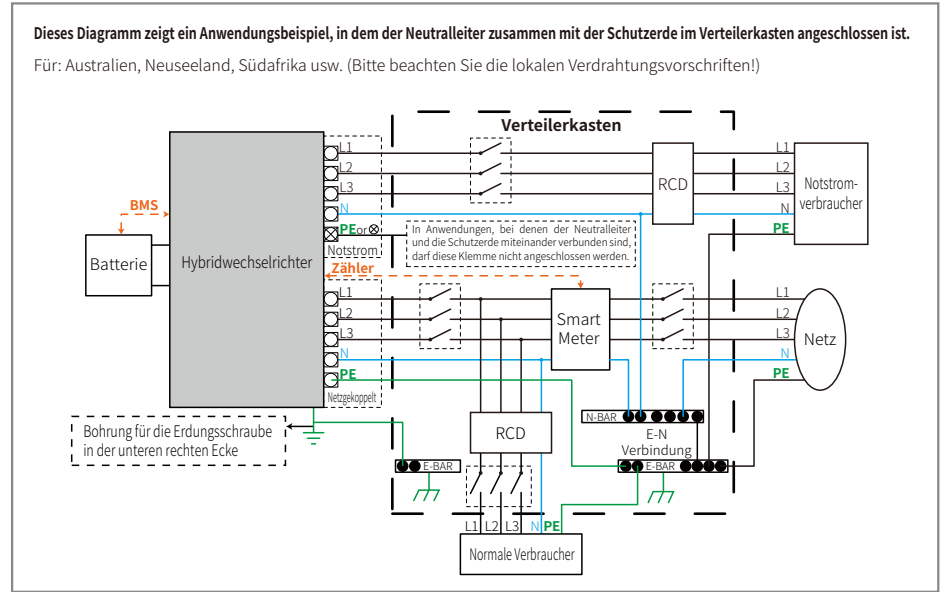 Dieses Diagramm zeigt ein Anwendungsbeispiel, in dem der Neutralleiter zusammen mit der Schutzerde im Verteilerkasten angeschlossen ist.
Für: Australien, Neuseeland, Südafrika usw. (Bitte beachten Sie die lokalen Verdrahtungsvorschriften!)
Verteilerkasten
L1
L2
L3
N
PE or
Notstrom
RCD
L1
L2
L3
N
PE
Notstrom-
verbraucher
BMS
Batterie
Hybridwechselrichter
In Anwendungen, bei denen der Neutralleiter
und die Schutzerde miteinander verbunden sind,
darf diese Klemme nicht angeschlossen werden.
Zähler
L1
L2
L3
N
PE
Netzgekoppelt
Smart
Meter
L1
L2
L3
N
PE
Netz
Bohrung für die Erdungsschraube
in der unteren rechten Ecke
RCD
N-BAR
E-N
Verbindung
E-BAR
E-BAR
L1 L2 L3 N PE
Normale Verbraucher